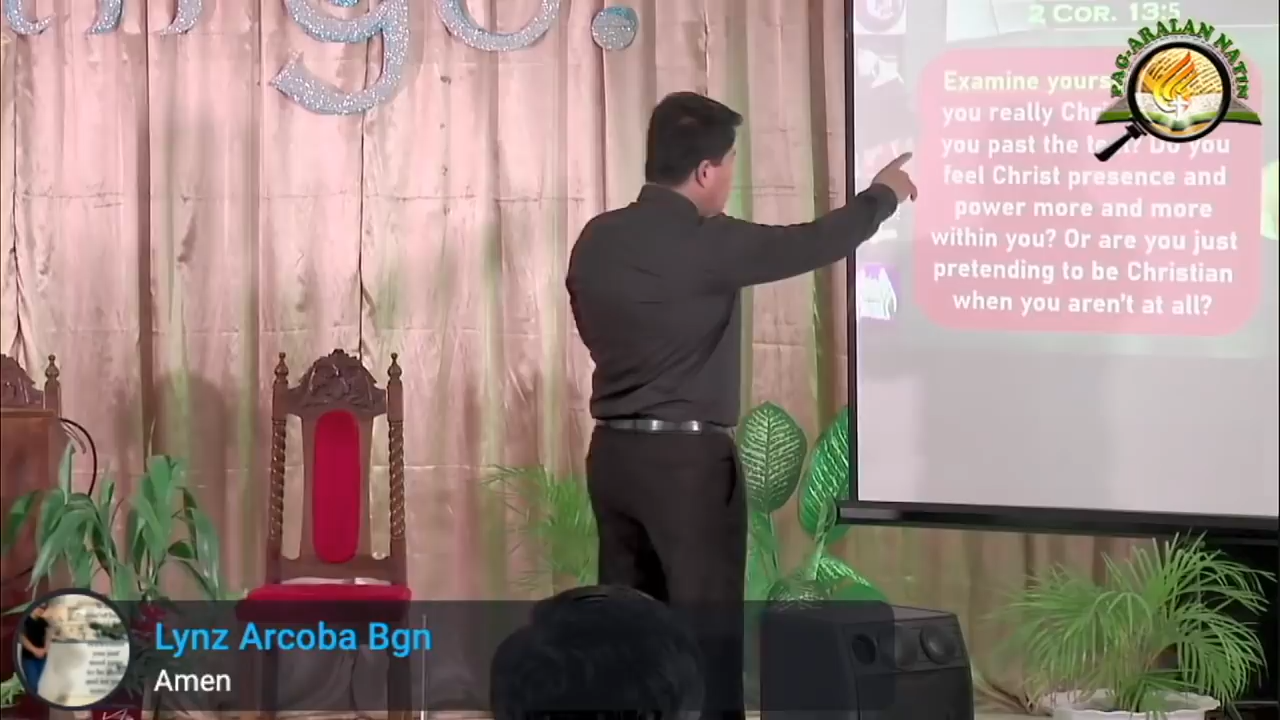 go.
2 COR. 13:5
PAG-ARALAN NATIN
Examine yours
you really Chri
you past the te ? Do you
feel Christ presence and
power more and more
within you? Or are you just
pretending to be Christian
when you aren't at all?
Lynz Arcoba Bgn
Amen